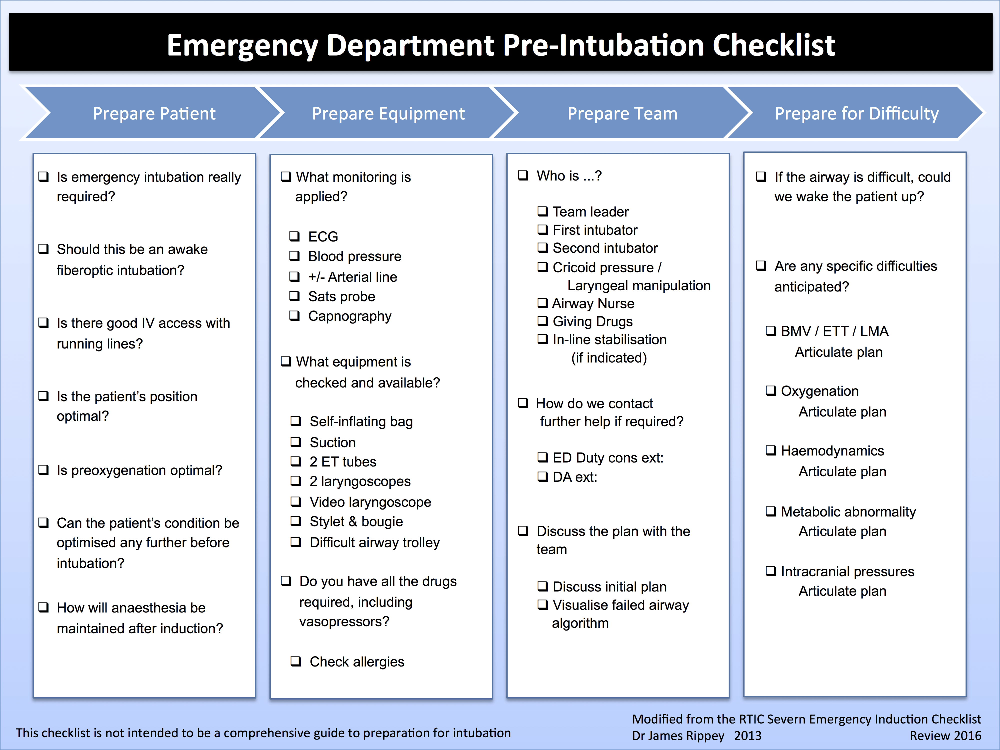 Emergency Department Pre-Intubation Checklist
Prepare Patient
Prepare Equipment
Prepare Team
Prepare for Difficulty
Is emergency intubation really
required?
Should this be an awake
fiberoptic intubation?
Is there good IV access with
running lines?
Is the patient's position
optimal?
Is preoxygenation optimal?
Can the patient's condition be
optimised any further before
intubation?
How will anaesthesia be
maintained after induction?
What monitoring is
applied?
ECG
Blood pressure
+/- Arterial line
Sats probe
Capnography
What equipment is
checked and available?
Self-inflating bag
Suction
2 ET tubes
2 laryngoscopes
Video laryngoscope
Stylet & bougie
Difficult airway trolley
Do you have all the drugs
required, including
vasopressors?
Check allergies
Who is ...?
Team leader
First intubator
Second intubator
Cricoid pressure /
Laryngeal manipulation
Airway Nurse
Giving Drugs
In-line stabilisation
(if indicated)
How do we contact
further help if required?
ED Duty cons ext:
DA ext:
Discuss the plan with the
team
Discuss initial plan
Visualise failed airway
algorithm
If the airway is difficult, could
we wake the patient up?
Are any specific difficulties
anticipated?
BMV / ETT / LMA
Articulate plan
Oxygenation
Articulate plan
Haemodynamics
Articulate plan
Metabolic abnormality
Articulate plan
Intracranial pressures
Articulate plan
This checklist is not intended to be a comprehensive guide to preparation for intubation
Modified from the RTIC Severn Emergency Induction Checklist
Dr James Rippey 2013 Review 2016